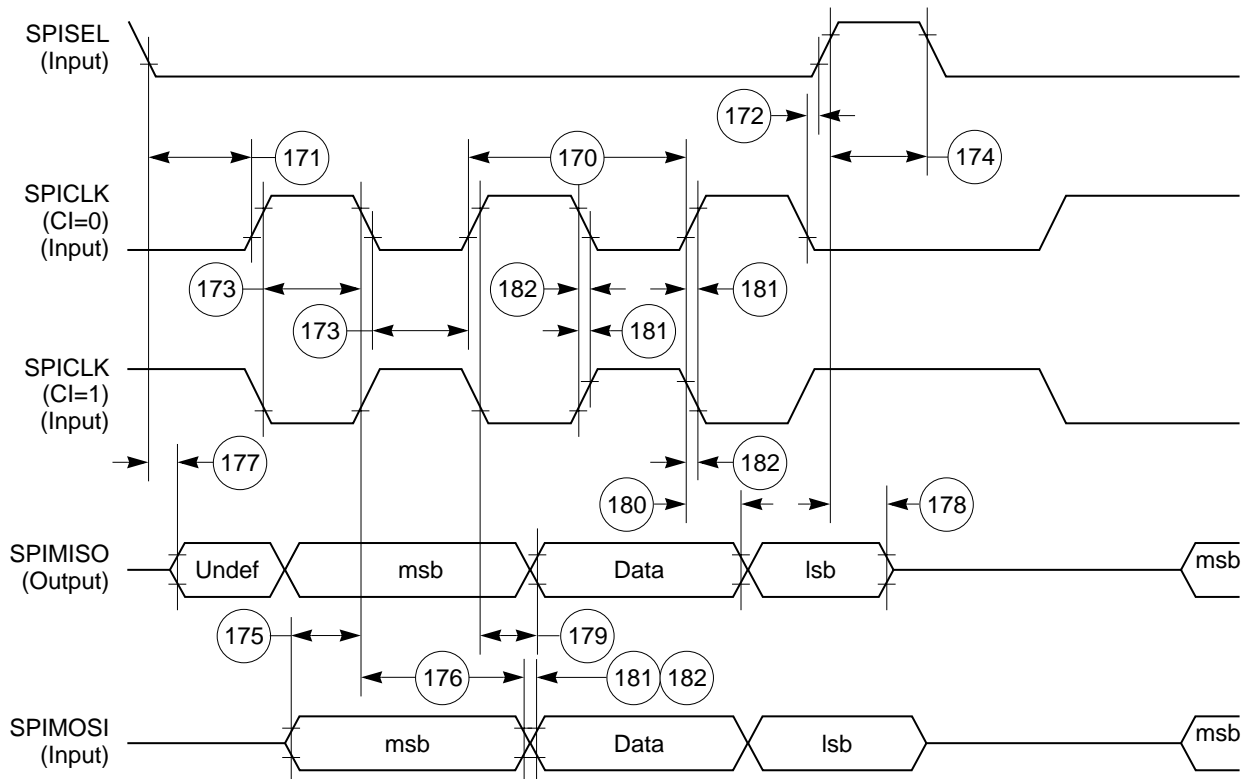 SPISEL
(Input)
172
171
170
174
SPICLK
(CI=0)
(Input)
173
182
181
173
181
SPICLK
(CI=1)
(Input)
177
182
180
178
SPIMISO
(Output)
Undef
msb
Data
lsb
msb
175
179
176
181
182
SPIMOSI
(Input)
msb
Data
lsb
msb